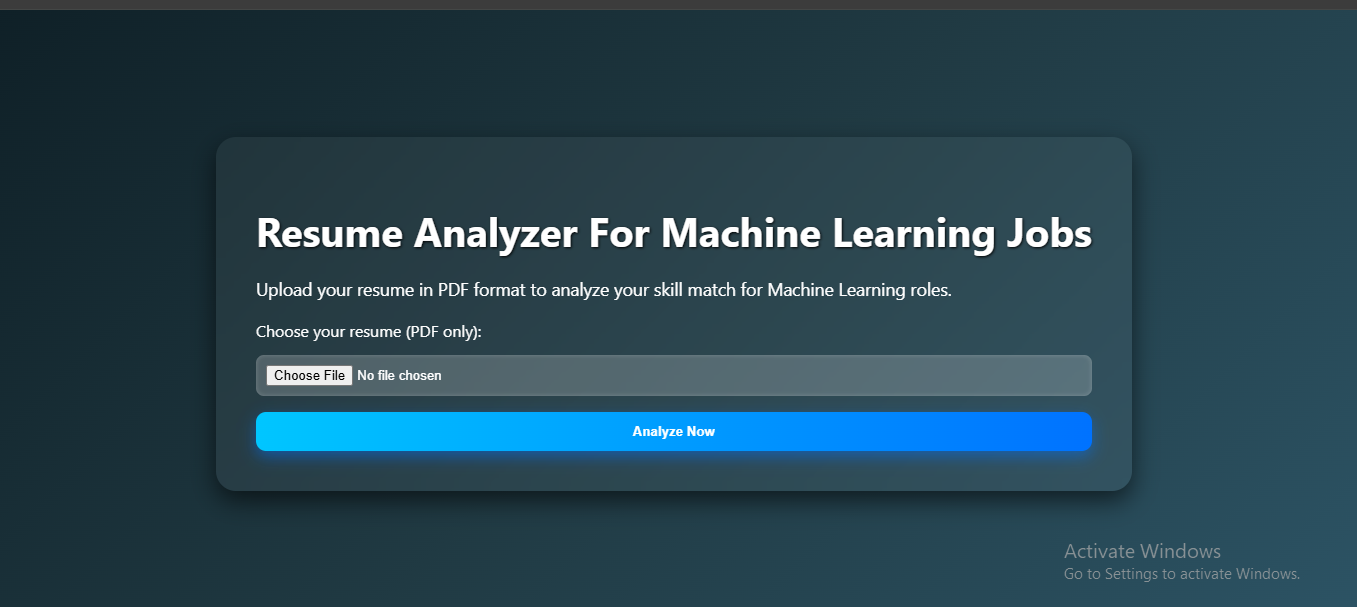 Resume Analyzer For Machine Learning Jobs
Upload your resume in PDF format to analyze your skill match for Machine Learning roles.
Choose your resume (PDF only):
Choose File No file chosen
Analyze Now
Activate Windows
Go to Settings to activate Windows.